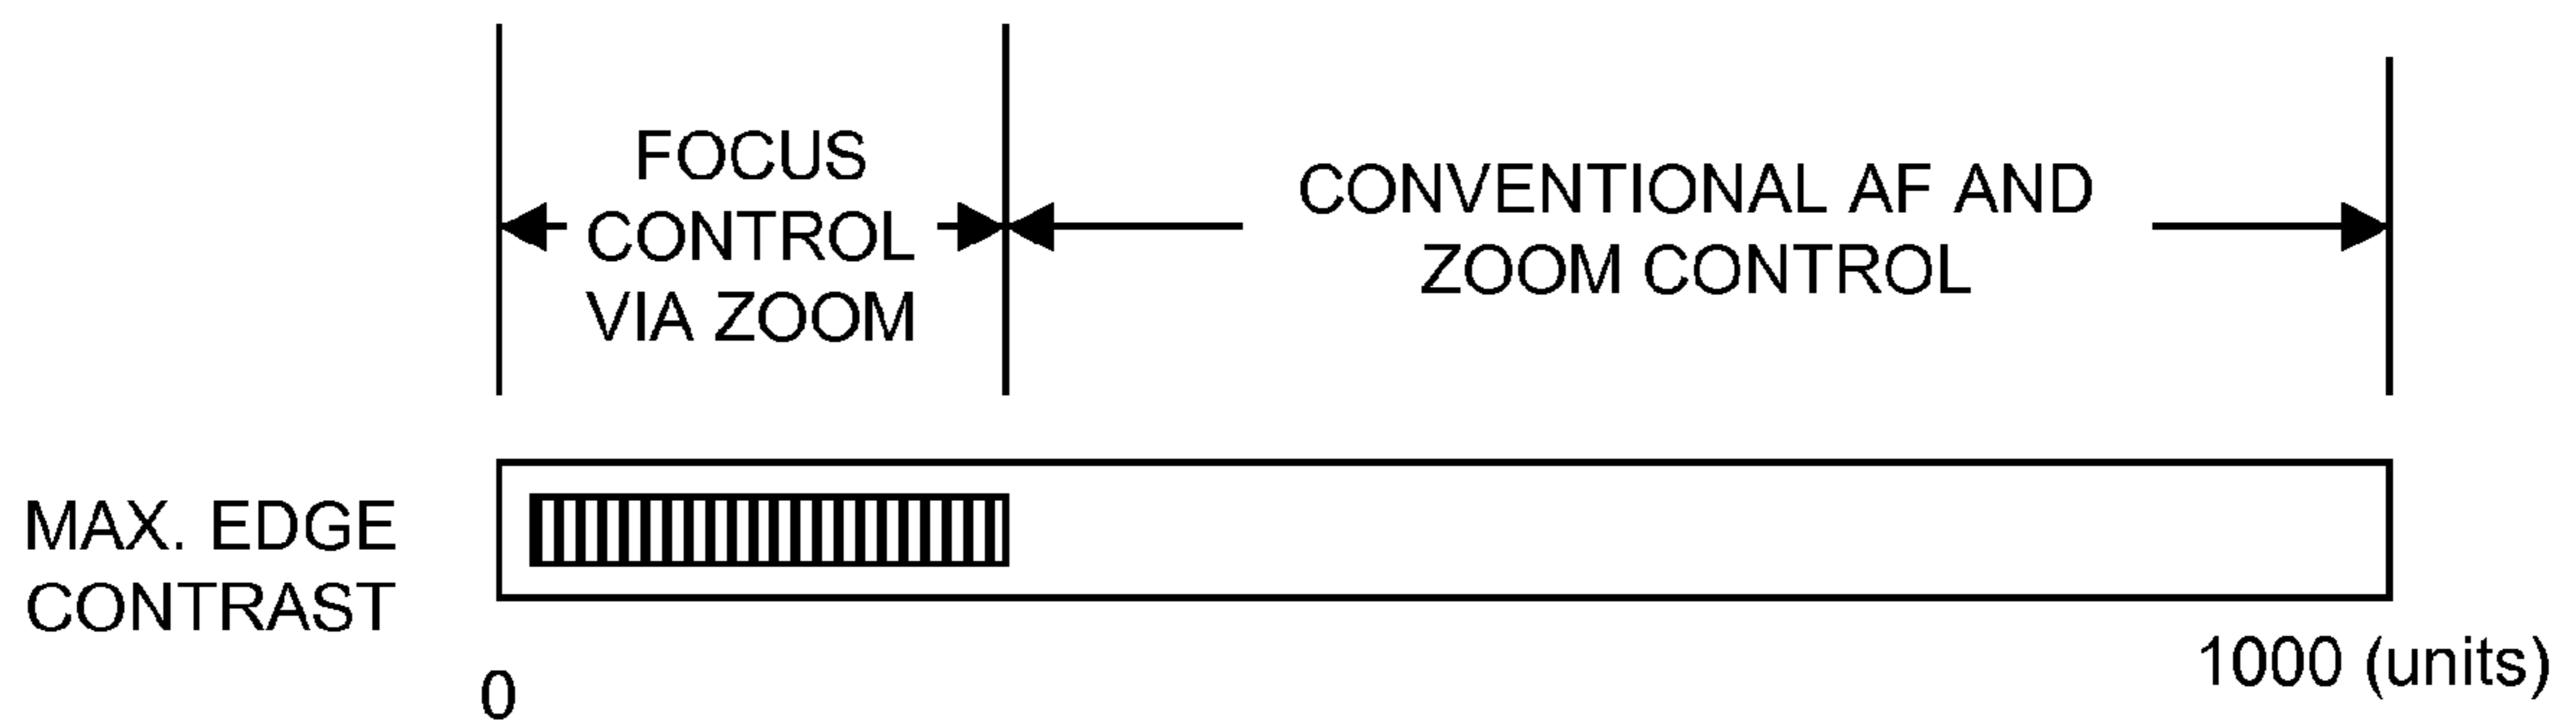 FOCUS
CONTROL
VIA ZOOM
CONVENTIONAL AF AND
ZOOM CONTROL
MAX. EDGE
CONTRAST
0
1000 (units)